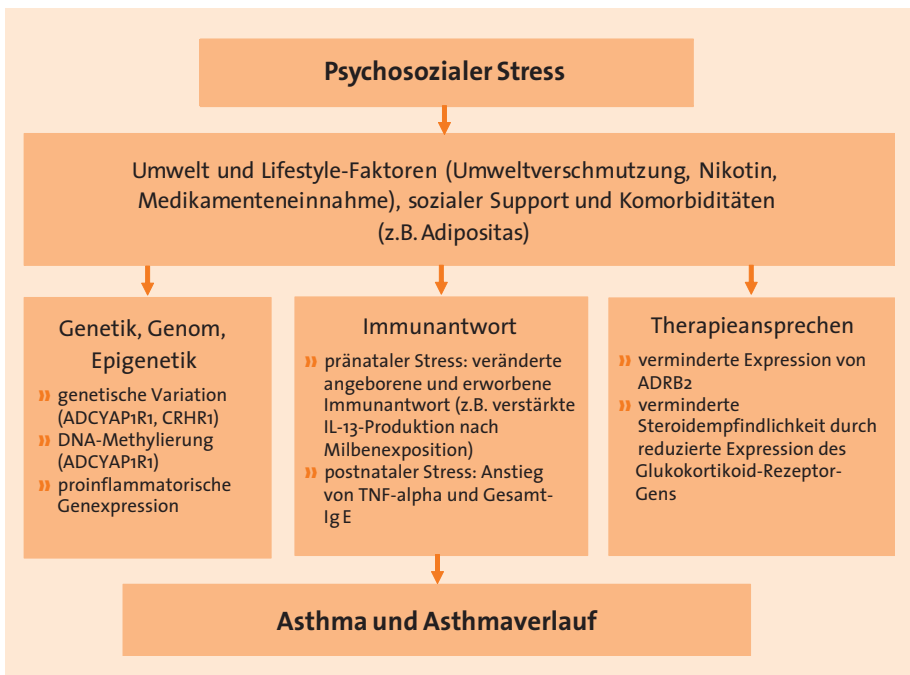 Psychosozialer Stress
Umwelt und Lifestyle-Faktoren (Umweltverschmutzung, Nikotin,
Medikamenteneinnahme), sozialer Support und Komorbiditäten
(z.B. Adipositas)
Genetik, Genom,
Epigenetik
» genetische Variation
(ADCYAP1R1, CRHR1)
» DNA-Methylierung
(ADCYAP1R1)
» proinflammatorische
Genexpression
Immunantwort
» pränataler Stress: veränderte
angeborene und erworbene
Immunantwort (z.B. verstärkte
IL-13-Produktion nach
Milbenexposition)
» postnataler Stress: Anstieg
von TNF-alpha und Gesamt-
IgE
Therapieansprechen
» verminderte Expression von
ADRB2
» verminderte
Steroidempfindlichkeit durch
reduzierte Expression des
Glukokortikoid-Rezeptor-
Gens
Asthma und Asthmaverlauf